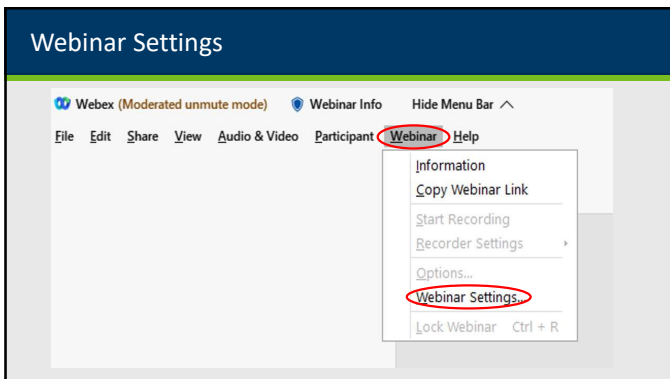 Webinar Settings
Webex (Moderated unmute mode) Webinar Info Hide Menu Bar
File Edit Share View Audio & Video Participant Webinar Help
Information
Copy Webinar Link
Start Recording
Recorder Settings
Options...
Webinar Settings...
Lock Webinar Ctrl + R